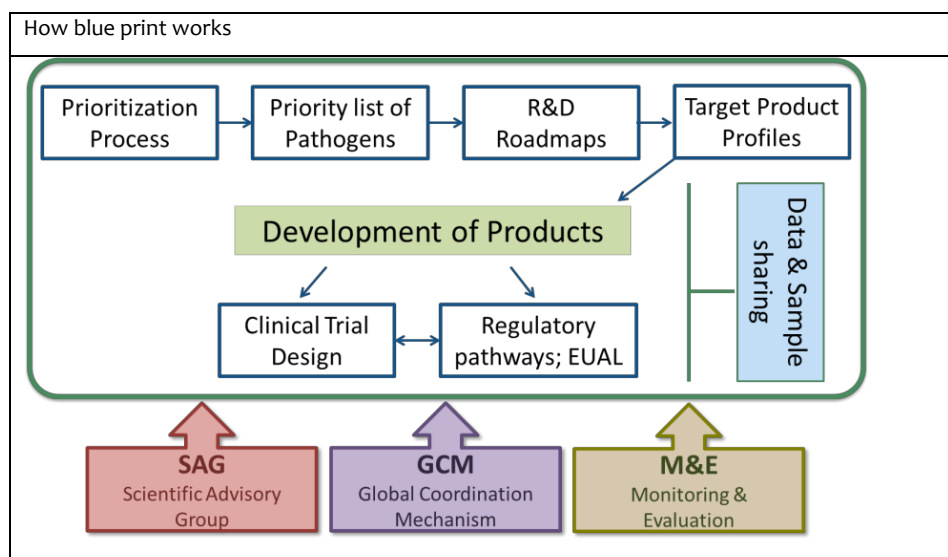 How blue print works
Prioritization
Process
Priority list of
Pathogens
R&D
Roadmaps
Target Product
Profiles
Development of Products
Data & Sample
sharing
Clinical Trial
Design
Regulatory
pathways; EUAL
SAG
Scientific Advisory
Group
GCM
Global Coordination
Mechanism
M&E
Monitoring &
Evaluation